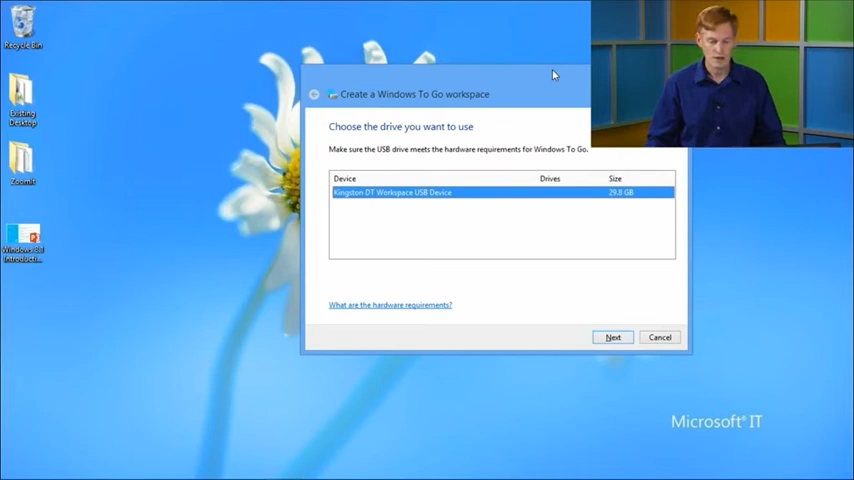 Recycle Bin
Existing
Desktop
ZoomIt
Windows 8.1
Introducti...
Create a Windows To Go workspace
Choose the drive you want to use
Make sure the USB drive meets the hardware requirements for Windows To Go.
Device Drives Size
Kingston DT Workspace USB Device 29.8 GB
What are the hardware requirements?
Next Cancel
Microsoft® IT